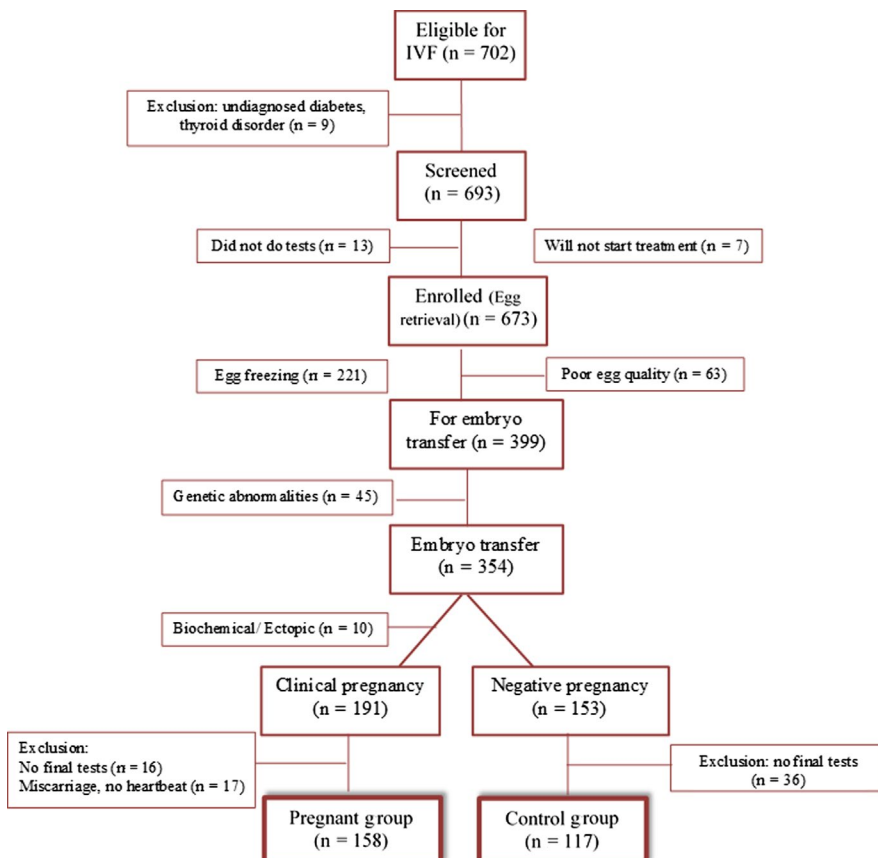 Eligible for
IVF (n = 702)
Exclusion: undiagnosed diabetes,
thyroid disorder (n = 9)
Screened
(n = 693)
Did not do tests (n = 13)
Will not start treatment (n = 7)
Enrolled (Egg
retrieval) (n = 673)
Egg freezing (n = 221)
Poor egg quality (n = 63)
For embryo
transfer (n = 399)
Genetic abnormalities (n = 45)
Embryo transfer
(n = 354)
Biochemical/ Ectopic (n = 10)
Clinical pregnancy
(n = 191)
Negative pregnancy
(n = 153)
Exclusion:
No final tests (n = 16)
Miscarriage, no heartbeat (n = 17)
Exclusion: no final tests
(n = 36)
Pregnant group
(n = 158)
Control group
(n = 117)